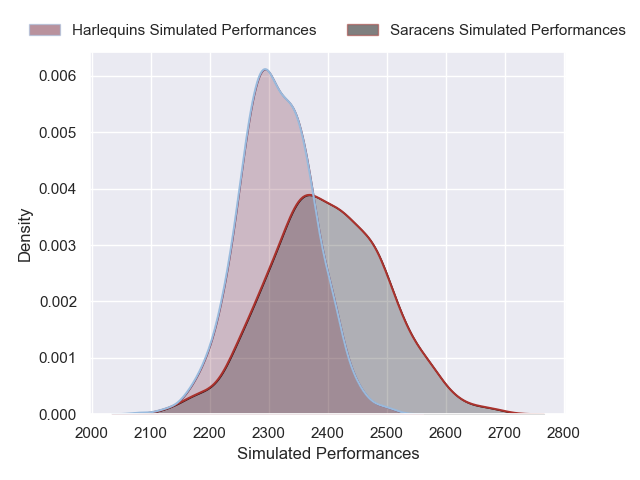 Harlequins Simulated Performances Saracens Simulated Performances
0.006
0.005
0.004
0.003
0.002
0.001
0.000
Density
2000 2100 2200 2300 2400 2500 2600 2700 2800
Simulated Performances